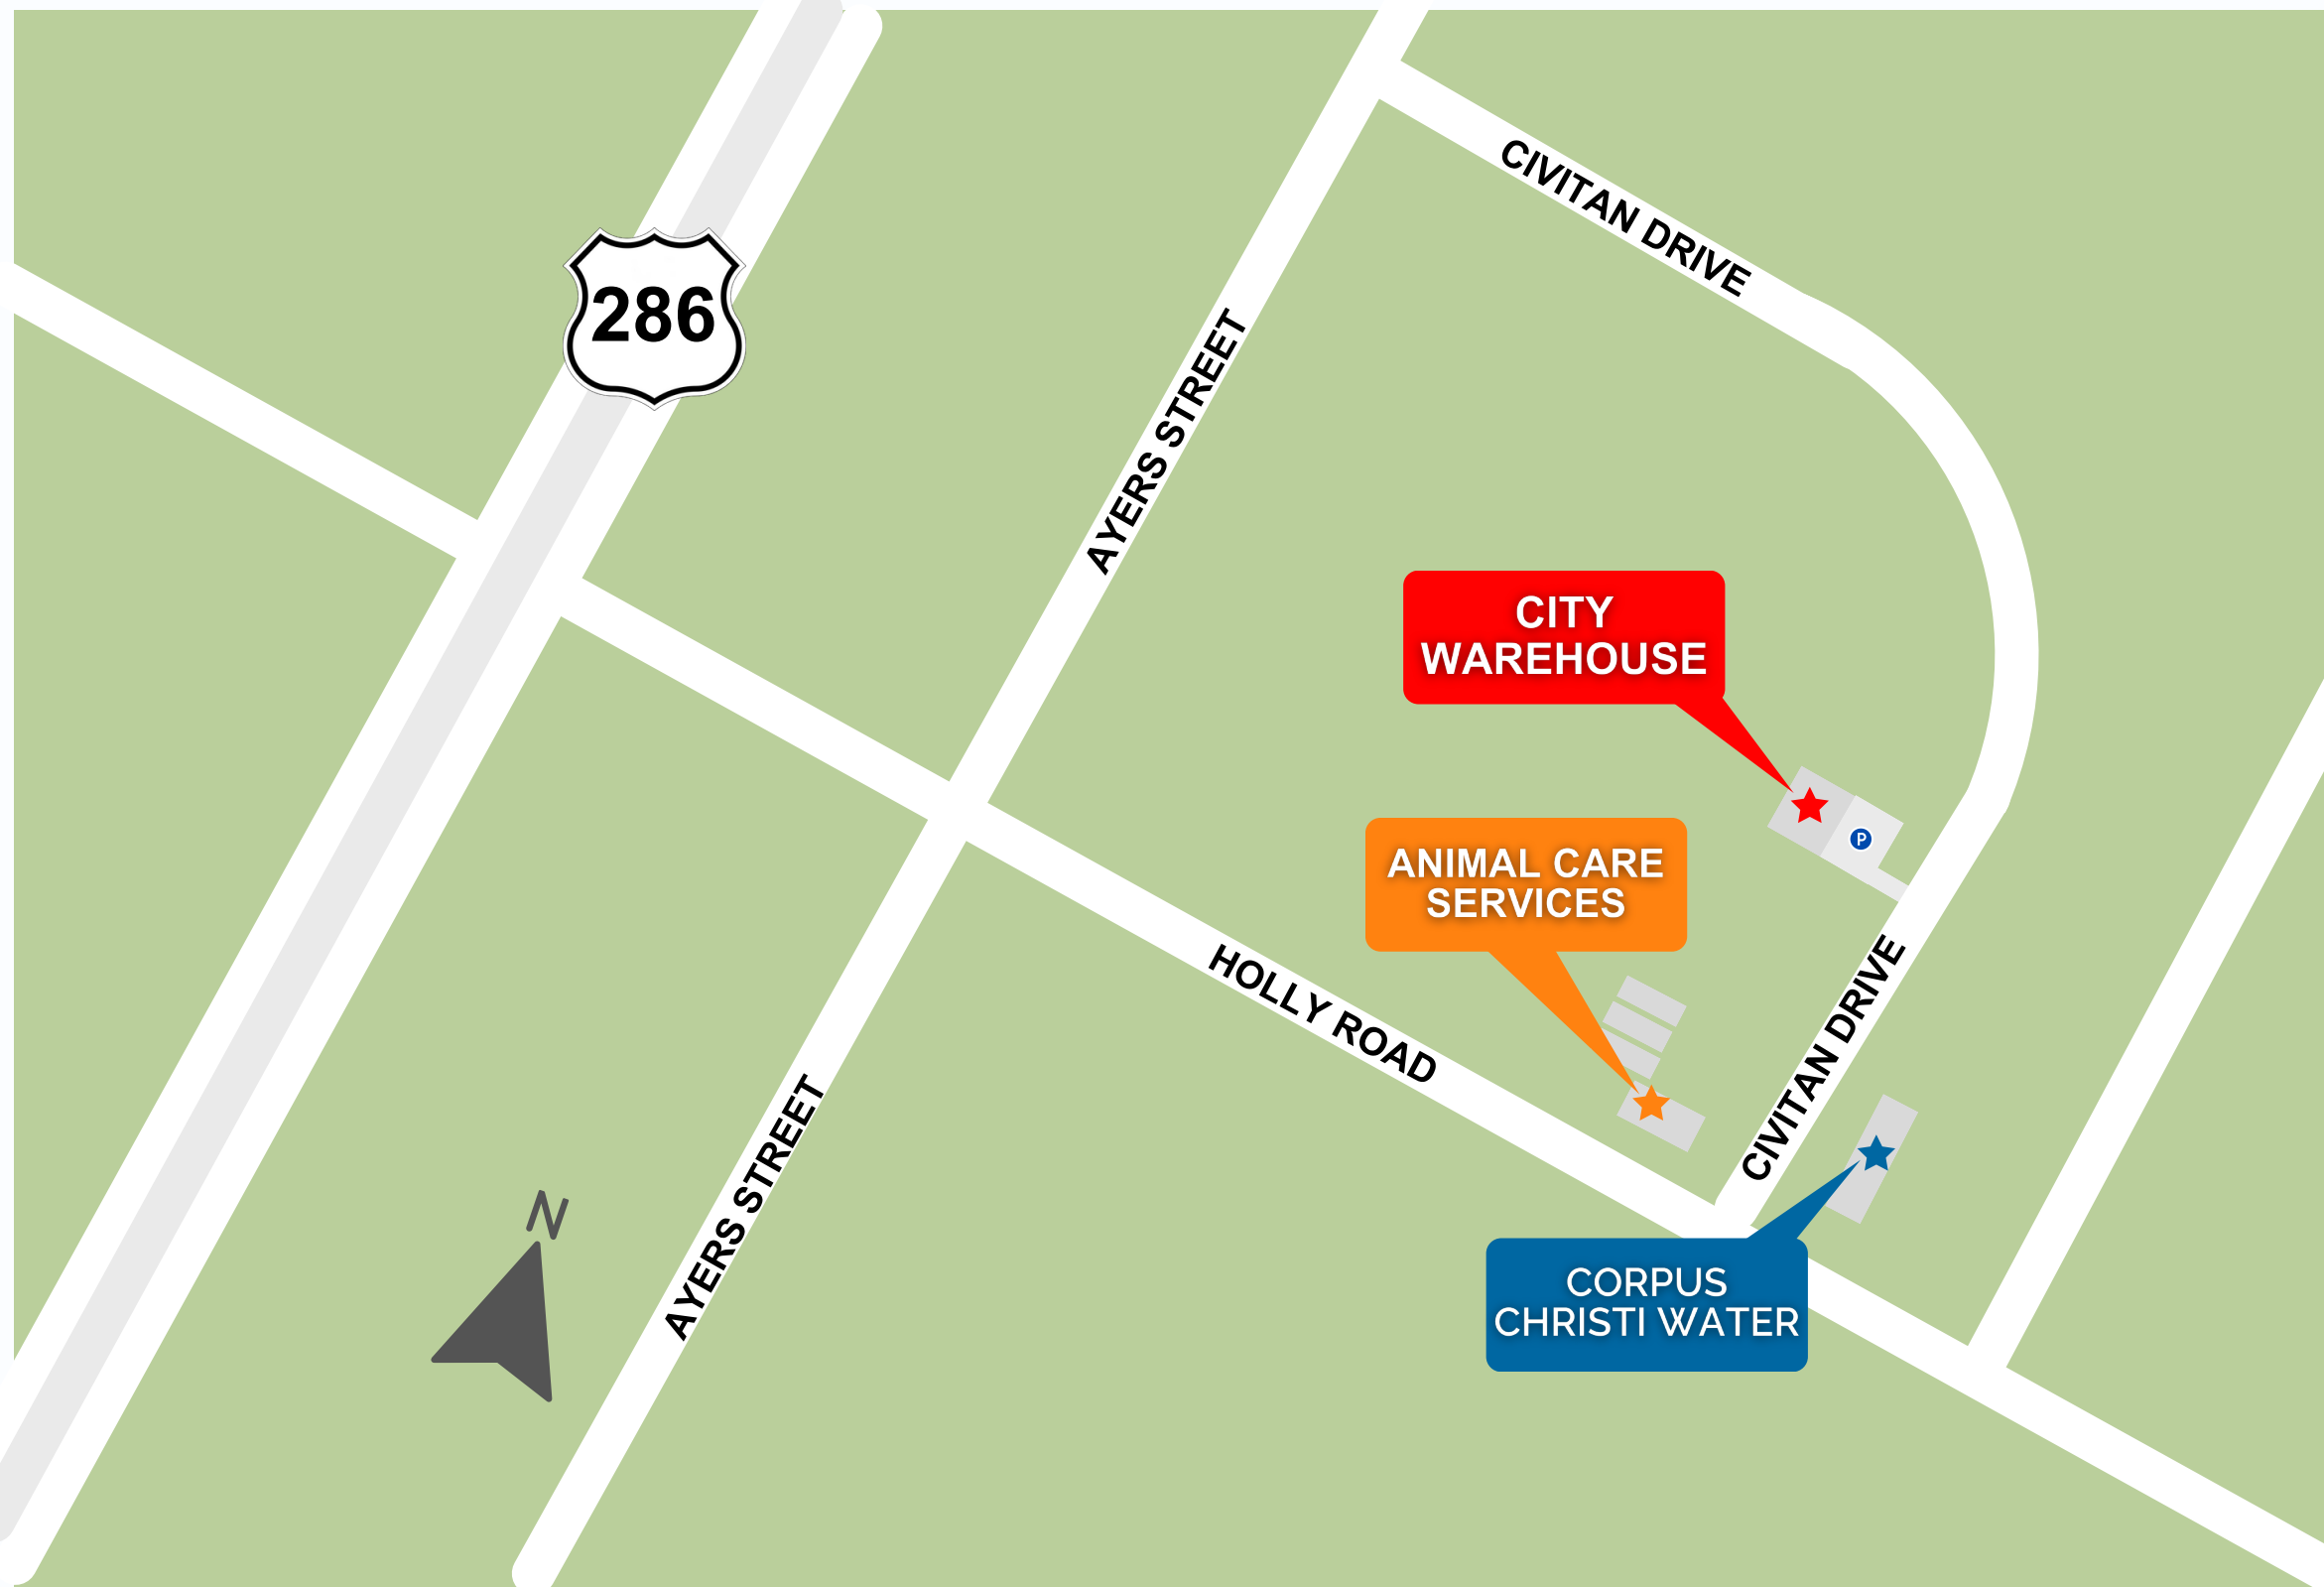 CIVITAN DRIVE
286
AYERS STREET
CITY
WAREHOUSE
P
ANIMAL CARE
SERVICES
HOLLY ROAD
CIVITAN DRIVE
AYERS STREET
N
CORPUS
CHRISTI WATER